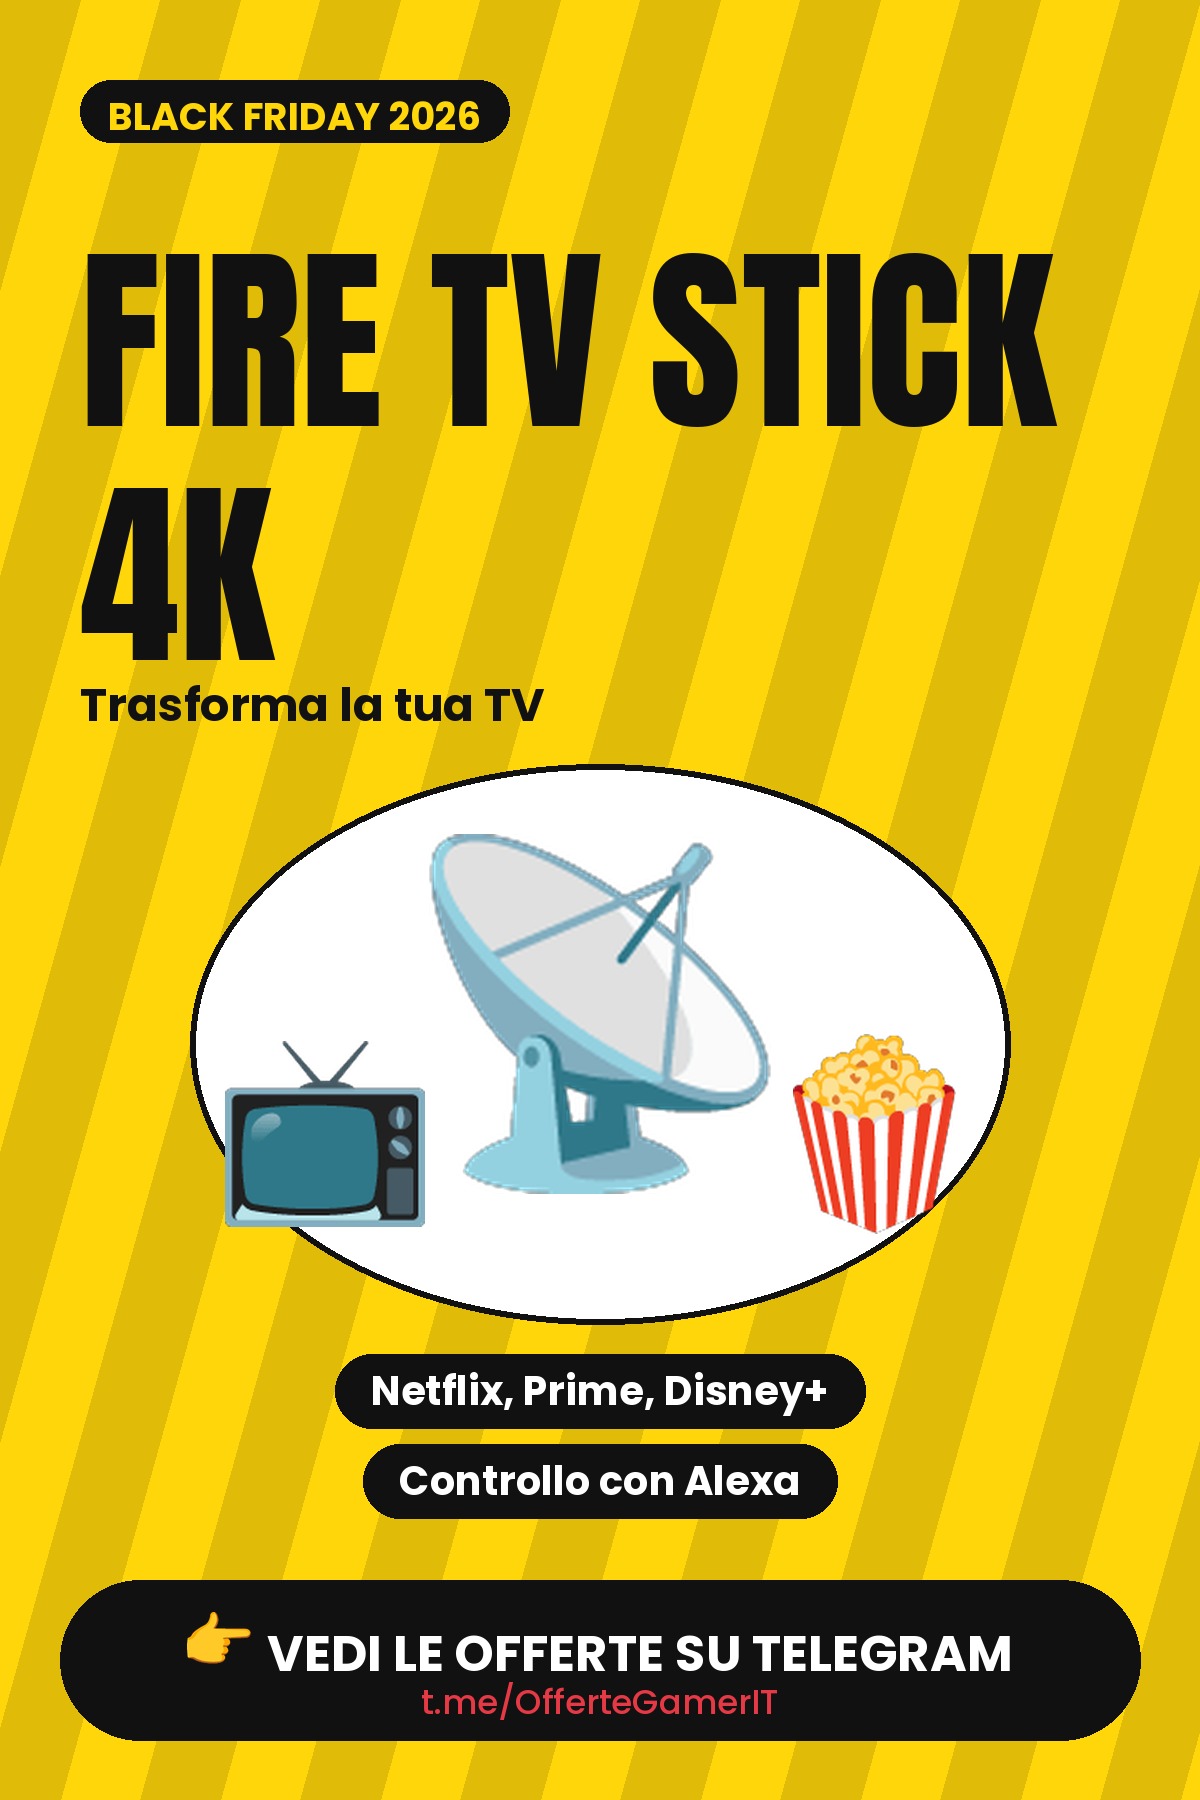 BLACK FRIDAY 2026
FIRE TV STICK
4K
Trasforma la tua TV
Netflix, Prime, Disney+
Controllo con Alexa
👉 VEDI LE OFFERTE SU TELEGRAM
t.me/OfferteGamerIT